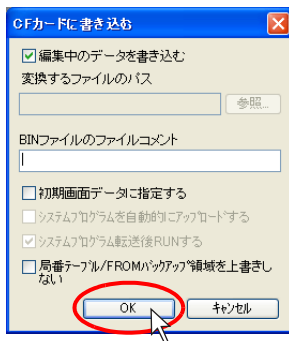 CFカードに書き込む
編集中のデータを書き込む
変換するファイルのパス
参照...
BINファイルのファイルコメント
初期画面データに指定する
システムプログラムを自動的にアップロードする
システムプログラム転送後RUNする
局番テーブル/FROMバックアップ領域を上書きし
ない
OK
キャンセル